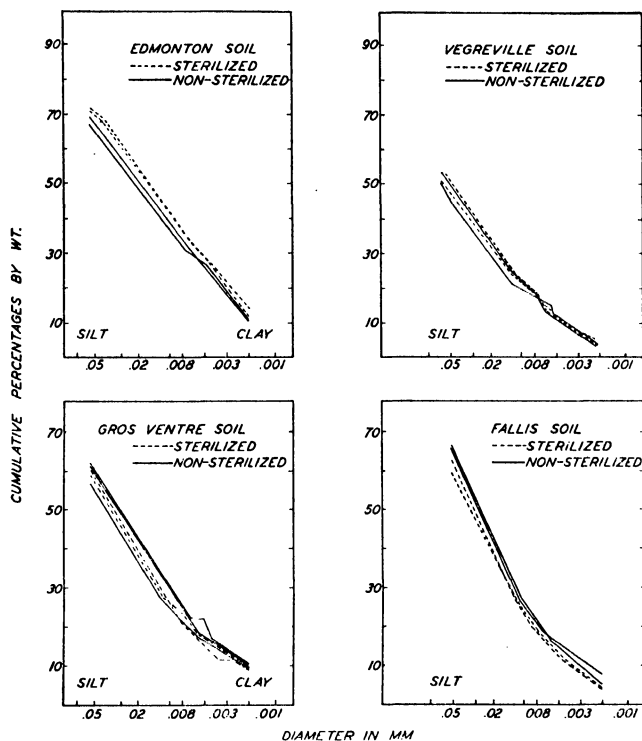 CUMULATIVE PERCENTAGES BY WT.
EDMONTON SOIL
STERILIZED
NON-STERILIZED
90
70
50
30
10
SILT
CLAY
.05 .02 .008 .003 .001
VEGREVILLE SOIL
STERILIZED
NON-STERILIZED
90
70
50
30
10
SILT
CLAY
.05 .02 .008 .003 .001
GROS VENTRE SOIL
STERILIZED
NON-STERILIZED
70
50
30
10
SILT
CLAY
.05 .02 .008 .003 .001
FALLIS SOIL
STERILIZED
NON-STERILIZED
70
50
30
10
SILT
CLAY
.05 .02 .008 .003 .001
DIAMETER IN MM